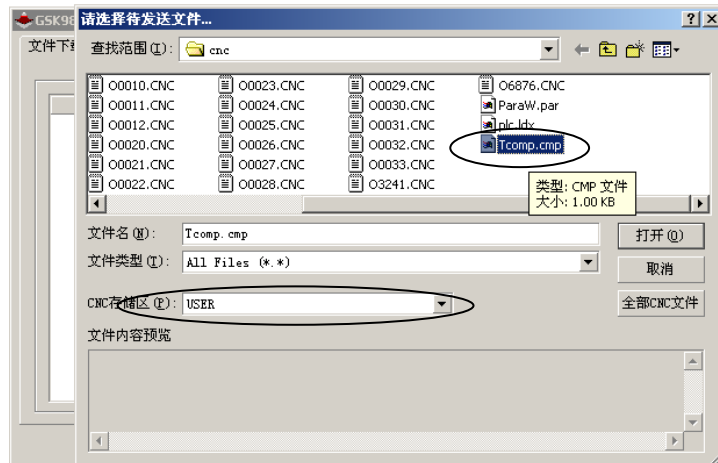 GSK98 请选择待发送文件... ? ×
文件下载 查找范围(I): cnc
O0010.CNC O0023.CNC O0029.CNC O6876.CNC
O0011.CNC O0024.CNC O0030.CNC ParaW.par
O0012.CNC O0025.CNC O0031.CNC plc.ldx
O0020.CNC O0026.CNC O0032.CNC Tcomp.cmp
O0021.CNC O0027.CNC O0033.CNC
O0022.CNC O0028.CNC O3241.CNC
类型: CMP 文件
大小: 1.00 KB
文件名(N): Tcomp.cmp 打开(O)
文件类型(T): All Files (*.*) 取消
CNC存储区(P): USER 全部CNC文件
文件内容预览